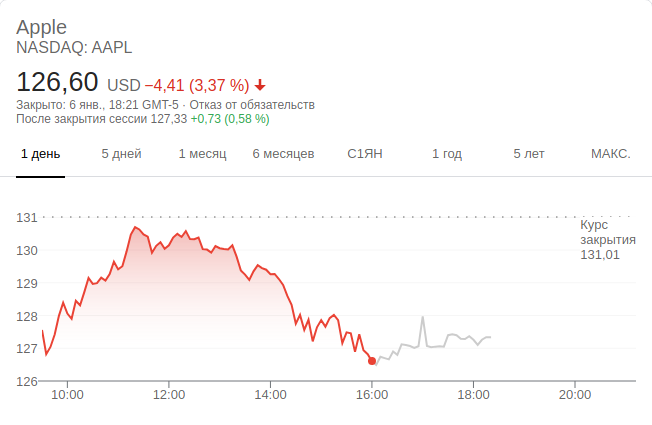 Apple
NASDAQ: AAPL
126,60 USD −4,41 (3,37 %)
Закрыто: 6 янв., 18:21 GMT-5 · Отказ от обязательств
После закрытия сессии 127,33 +0,73 (0,58 %)
1 день 5 дней 1 месяц 6 месяцев С1ЯН 1 год 5 лет МАКС.
131
Курс
закрытия
131,01
130
129
128
127
126
10:00 12:00 14:00 16:00 18:00 20:00